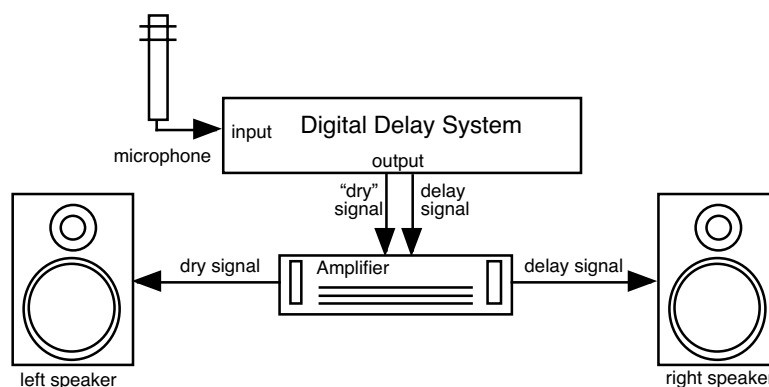 Digital Delay System
input
microphone
output
“dry”
signal
delay
signal
dry signal
Amplifier
delay signal
left speaker
right speaker